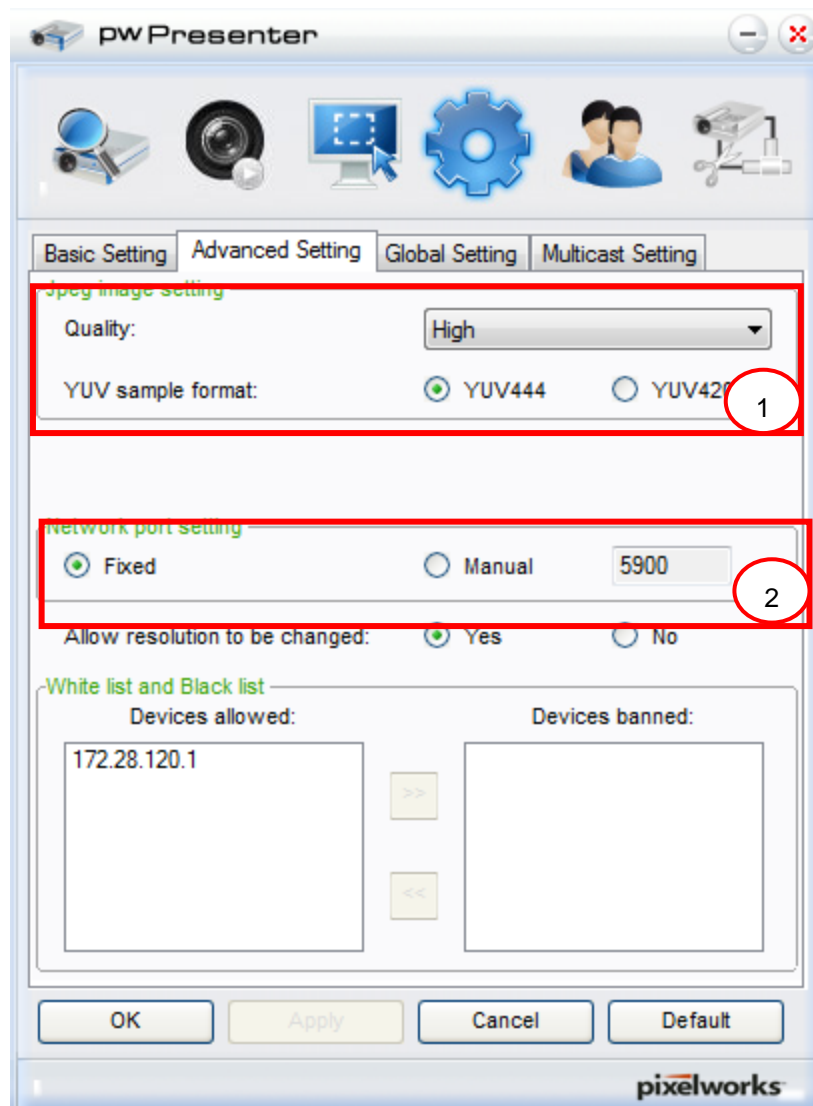 pwPresenter
Basic Setting Advanced Setting Global Setting Multicast Setting
Jpeg image setting
Quality: High
YUV sample format: YUV444 YUV420
1
Network port setting
Fixed Manual 5900
2
Allow resolution to be changed: Yes No
White list and Black list
Devices allowed: Devices banned:
172.28.120.1
>>
<<
OK Apply Cancel Default
pixelworks